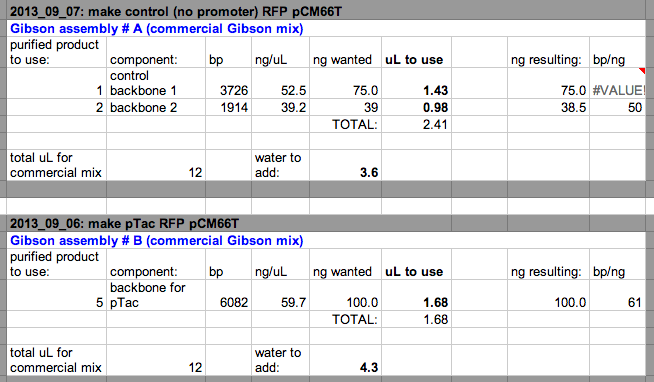 2013_09_07: make control (no promoter) RFP pCM66T
Gibson assembly # A (commercial Gibson mix)
purified product
to use: component: bp ng/uL ng wanted uL to use ng resulting: bp/ng
control
1 backbone 1 3726 52.5 75.0 1.43 75.0 #VALUE!
2 backbone 2 1914 39.2 39 0.98 38.5 50
TOTAL: 2.41
total uL for water to
commercial mix 12 add: 3.6
2013_09_06: make pTac RFP pCM66T
Gibson assembly # B (commercial Gibson mix)
purified product
to use: component: bp ng/uL ng wanted uL to use ng resulting: bp/ng
backbone for
5 pTac 6082 59.7 100.0 1.68 100.0 61
TOTAL: 1.68
total uL for water to
commercial mix 12 add: 4.3